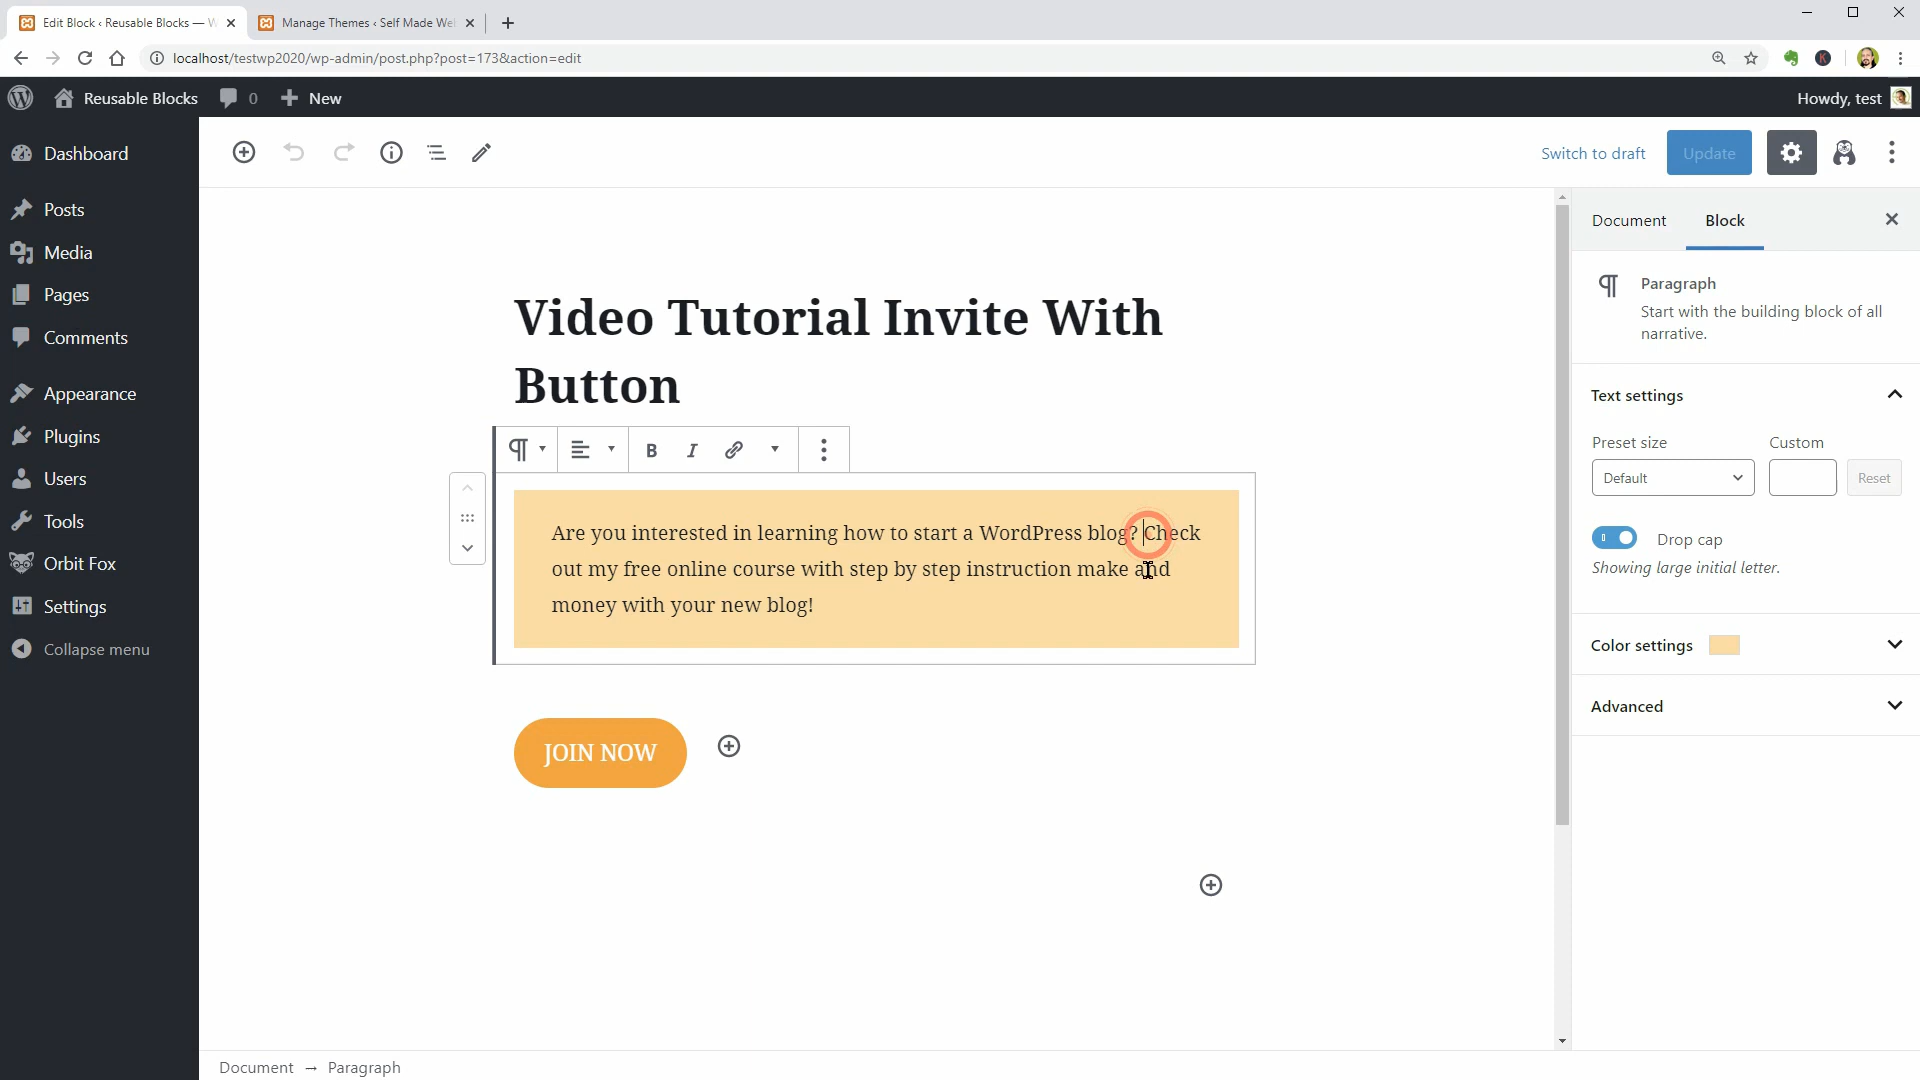 Edit Block ‹ Reusable Blocks — W
Manage Themes ‹ Self Made We
localhost/testwp2020/wp-admin/post.php?post=173&action=edit
Reusable Blocks
0
New
Howdy, test
Dashboard
Posts
Media
Pages
Comments
Appearance
Plugins
Users
Tools
Orbit Fox
Settings
Collapse menu
Switch to draft
Update
Video Tutorial Invite With
Button
B
I
Are you interested in learning how to start a WordPress blog? Check
out my free online course with step by step instruction make and
money with your new blog!
JOIN NOW
Document
Block
Paragraph
Start with the building block of all
narrative.
Text settings
Preset size
Custom
Default
Reset
Drop cap
Showing large initial letter.
Color settings
Advanced
Document → Paragraph